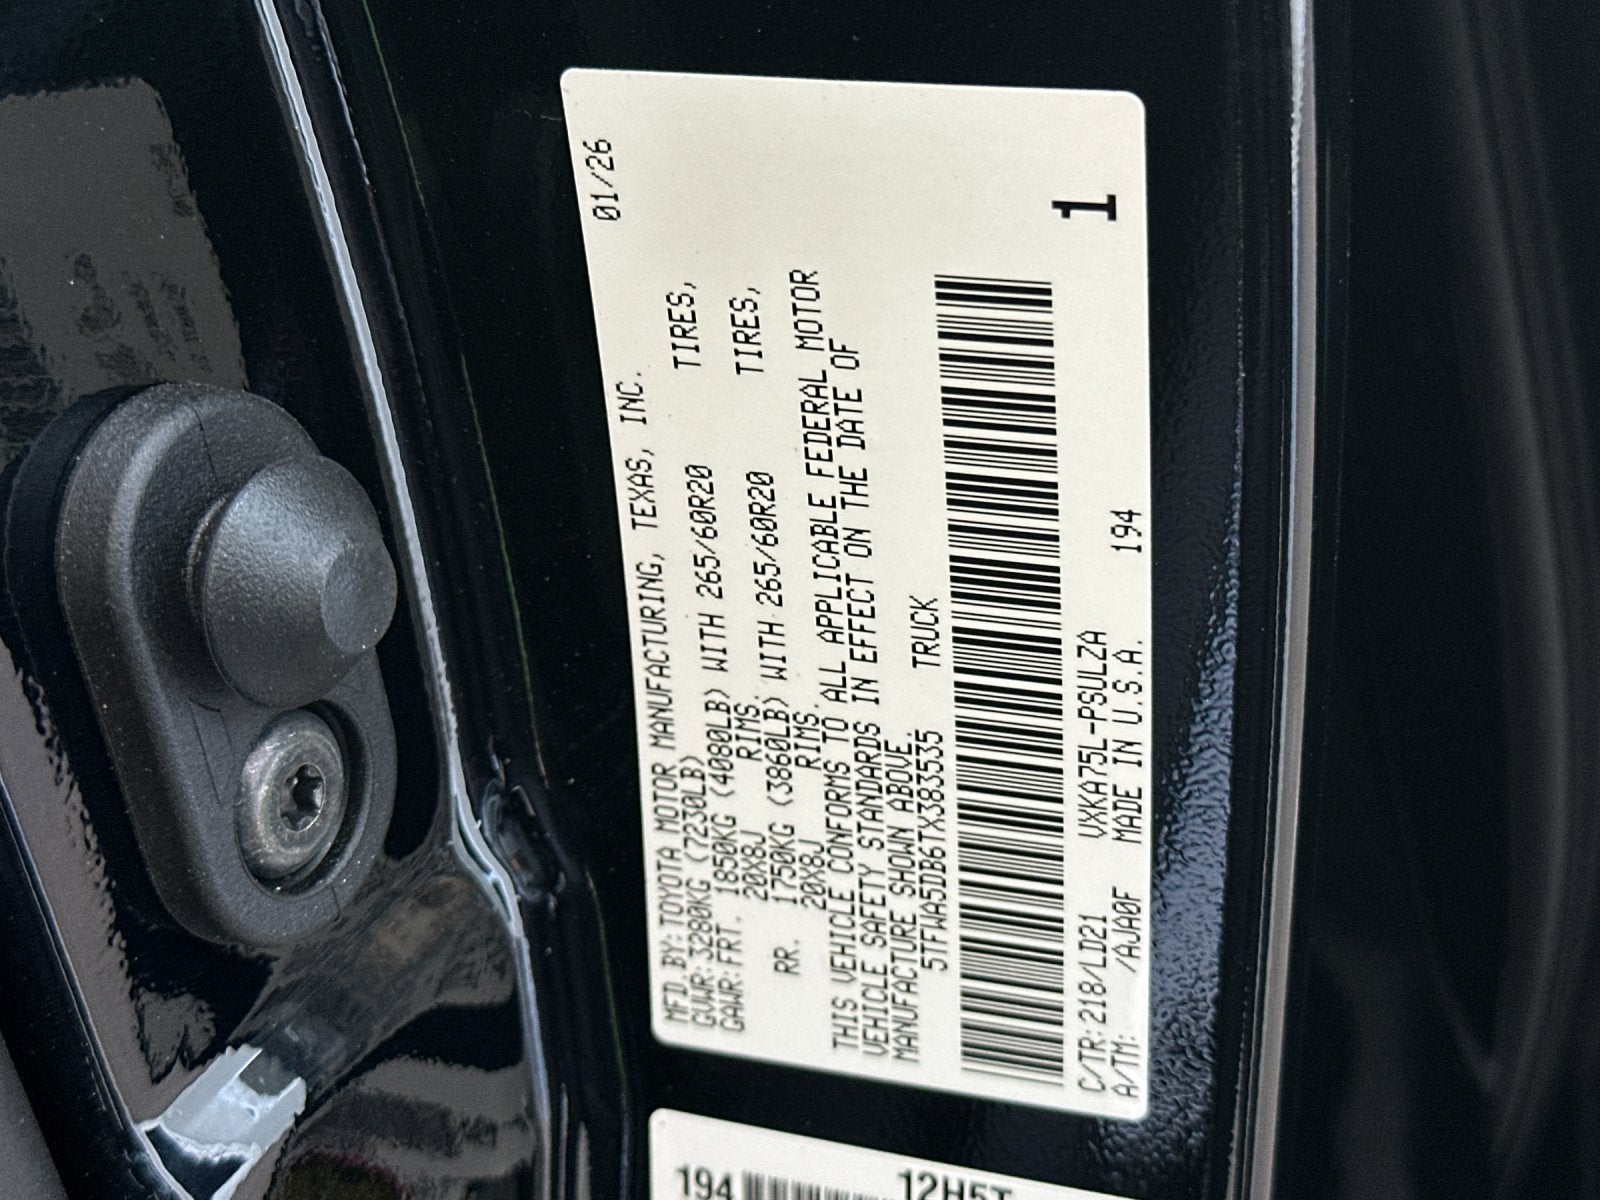 01/26
MFD.BY:TOYOTA MOTOR MANUFACTURING, TEXAS, INC.
GVWR:3280KG (7230LB)
GAWR:FRT. 1850KG (4080LB) WITH 265/60R20 TIRES,
20X8J RIMS.
RR. 1750KG (3860LB) WITH 265/60R20 TIRES,
20X8J RIMS.
THIS VEHICLE CONFORMS TO ALL APPLICABLE FEDERAL MOTOR
VEHICLE SAFETY STANDARDS IN EFFECT ON THE DATE OF
MANUFACTURE SHOWN ABOVE.
5TFWA5DB6TX383535 TRUCK
1
C/TR:218/LD21 VXKA75L-PSULZA
A/TM: /AJA0F MADE IN U.S.A. 194
194 12H5T